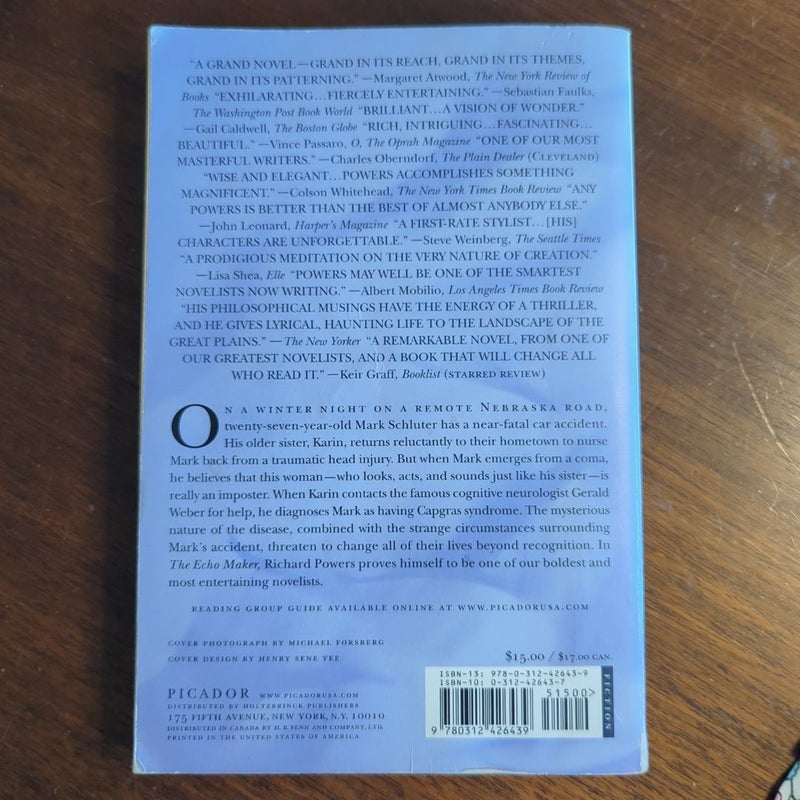 “A GRAND NOVEL—GRAND IN ITS REACH, GRAND IN ITS THEMES,
GRAND IN ITS PATTERNING.” —Margaret Atwood, The New York Review of
Books “EXHILARATING…FIERCELY ENTERTAINING.” —Sebastian Faulks,
The Washington Post Book World “BRILLIANT…A VISION OF WONDER.”
—Gail Caldwell, The Boston Globe “RICH, INTRIGUING…FASCINATING…
BEAUTIFUL.” —Vince Passaro, O, The Oprah Magazine “ONE OF OUR MOST
MASTERFUL WRITERS.” —Charles Oberndorf, The Plain Dealer (CLEVELAND)
“WISE AND ELEGANT…POWERS ACCOMPLISHES SOMETHING
MAGNIFICENT.” —Colson Whitehead, The New York Times Book Review “ANY
POWERS IS BETTER THAN THE BEST OF ALMOST ANYBODY ELSE.”
—John Leonard, Harper's Magazine “A FIRST-RATE STYLIST…[HIS]
CHARACTERS ARE UNFORGETTABLE.” —Steve Weinberg, The Seattle Times
“A PRODIGIOUS MEDITATION ON THE VERY NATURE OF CREATION.”
—Lisa Shea, Elle “POWERS MAY WELL BE ONE OF THE SMARTEST
NOVELISTS NOW WRITING.” —Albert Mobilio, Los Angeles Times Book Review
“HIS PHILOSOPHICAL MUSINGS HAVE THE ENERGY OF A THRILLER,
AND HE GIVES LYRICAL, HAUNTING LIFE TO THE LANDSCAPE OF THE
GREAT PLAINS.” —The New Yorker “A REMARKABLE NOVEL, FROM ONE OF
OUR GREATEST NOVELISTS, AND A BOOK THAT WILL CHANGE ALL
WHO READ IT.” —Keir Graff, Booklist (STARRED REVIEW)
ON A WINTER NIGHT ON A REMOTE NEBRASKA ROAD,
twenty-seven-year-old Mark Schluter has a near-fatal car accident.
His older sister, Karin, returns reluctantly to their hometown to nurse
Mark back from a traumatic head injury. But when Mark emerges from a coma,
he believes that this woman—who looks, acts, and sounds just like his sister—is
really an imposter. When Karin contacts the famous cognitive neurologist Gerald
Weber for help, he diagnoses Mark as having Capgras syndrome. The mysterious
nature of the disease, combined with the strange circumstances surrounding
Mark's accident, threaten to change all of their lives beyond recognition. In
The Echo Maker, Richard Powers proves himself to be one of our boldest and
most entertaining novelists.
READING GROUP GUIDE AVAILABLE ONLINE AT WWW.PICADORUSA.COM
COVER PHOTOGRAPH BY MICHAEL FORSBERG
COVER DESIGN BY HENRY SENE YEE
$15.00 / $17.00 CAN.
PICADOR WWW.PICADORUSA.COM
DISTRIBUTED BY HOLTZBRINCK PUBLISHERS
175 FIFTH AVENUE, NEW YORK, N.Y. 10010
DISTRIBUTED IN CANADA BY H. B. FENN AND COMPANY, LTD.
PRINTED IN THE UNITED STATES OF AMERICA
ISBN-13: 978-0-312-42643-9
ISBN-10: 0-312-42643-7
51500>
9 780312 426439
FICTION